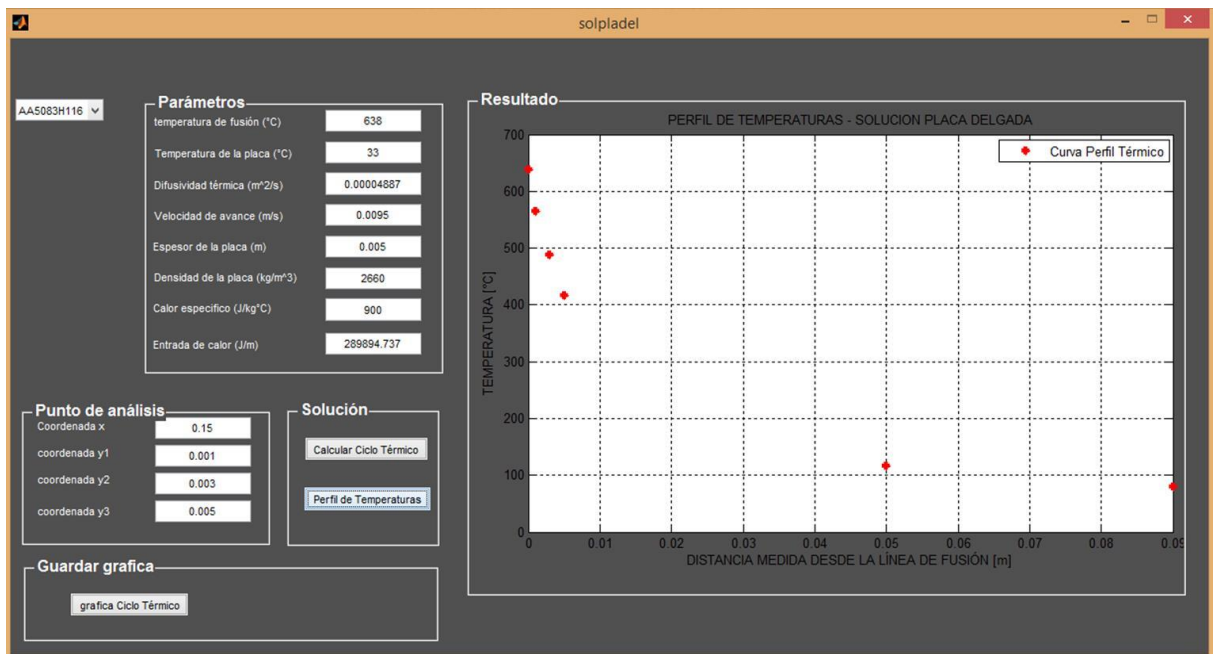 solpladel
AA5083H116
Parámetros
temperatura de fusión (°C) 638
Temperatura de la placa (°C) 33
Difusividad térmica (m^2/s) 0.00004887
Velocidad de avance (m/s) 0.0095
Espesor de la placa (m) 0.005
Densidad de la placa (kg/m^3) 2660
Calor especifico (J/kg°C) 900
Entrada de calor (J/m) 289894.737
Punto de análisis
Coordenada x 0.15
coordenada y1 0.001
coordenada y2 0.003
coordenada y3 0.005
Solución
Calcular Ciclo Térmico
Perfil de Temperaturas
Guardar grafica
grafica Ciclo Térmico
Resultado
PERFIL DE TEMPERATURAS - SOLUCION PLACA DELGADA
Curva Perfil Térmico
TEMPERATURA [°C]
700
600
500
400
300
200
100
0
0 0.01 0.02 0.03 0.04 0.05 0.06 0.07 0.08 0.09
DISTANCIA MEDIDA DESDE LA LÍNEA DE FUSIÓN [m]